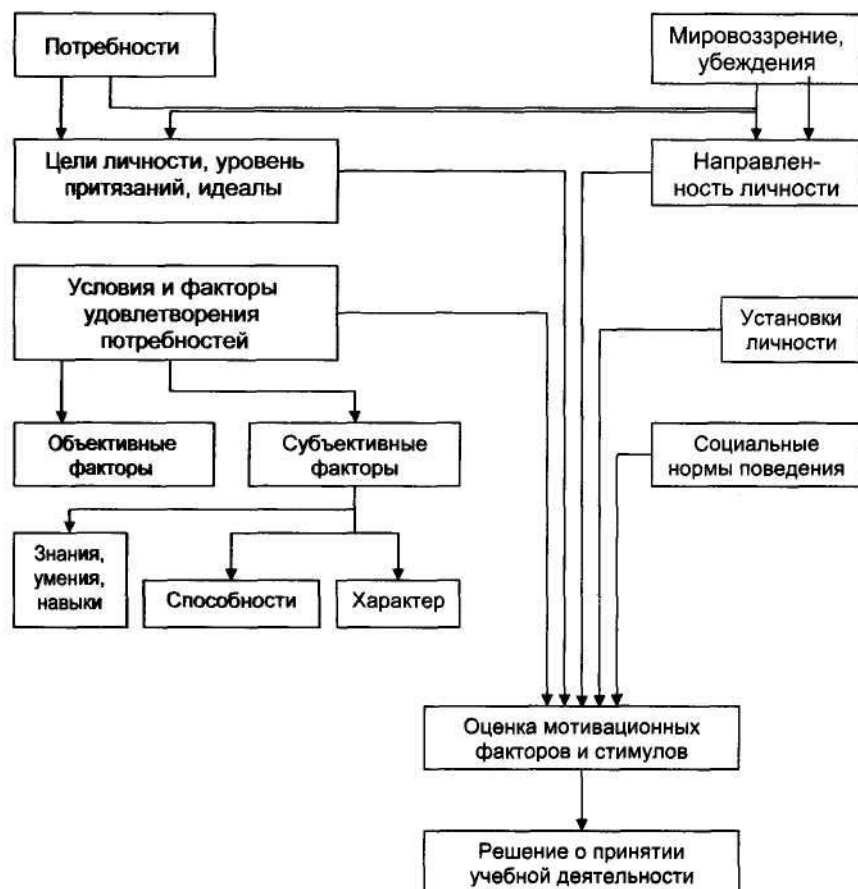 Потребности
Мировоззрение,
убеждения
Цели личности, уровень
притязаний, идеалы
Направлен-
ность личности
Условия и факторы
удовлетворения
потребностей
Установки
личности
Объективные
факторы
Субъективные
факторы
Социальные
нормы поведения
Знания,
умения,
навыки
Способности
Характер
Оценка мотивационных
факторов и стимулов
Решение о принятии
учебной деятельности